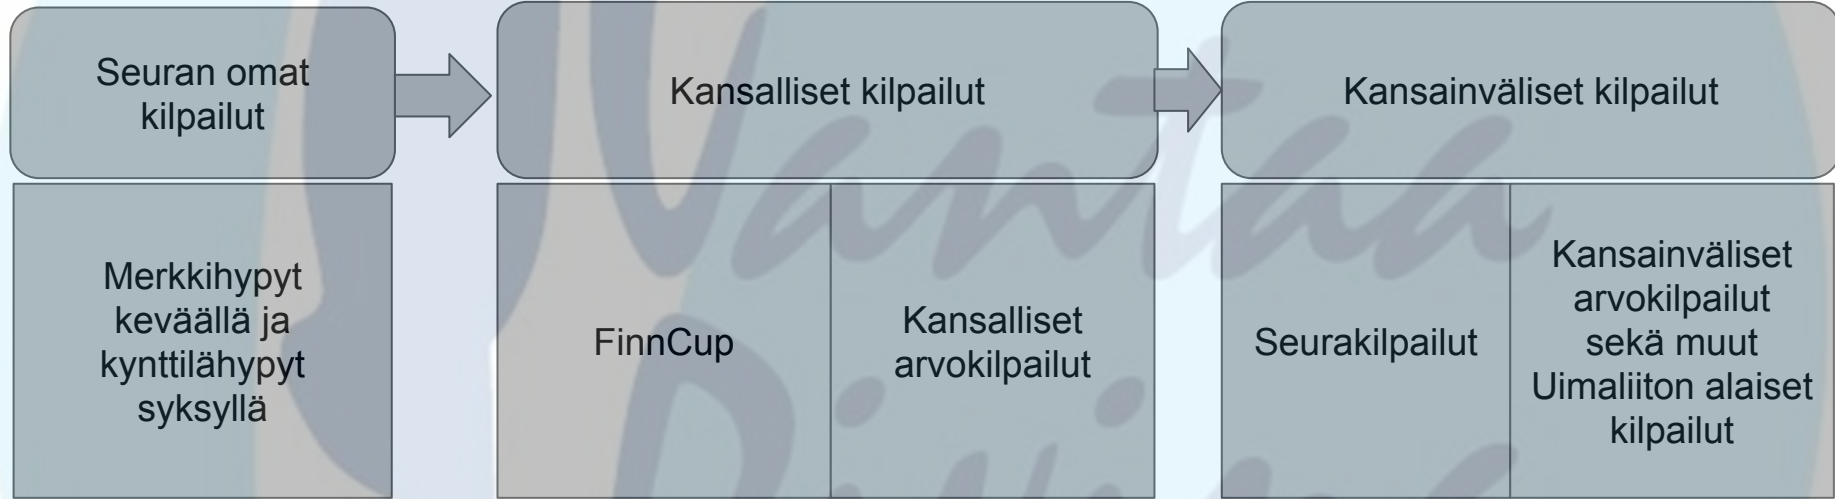 Seuran omat
kilpailut
Kansalliset kilpailut
Kansainväliset kilpailut
Merkkihypyt
keväällä ja
kynttilähypyt
syksyllä
FinnCup
Kansalliset
arvokilpailut
Seurakilpailut
Kansainväliset
arvokilpailut
sekä muut
Uimaliiton alaiset
kilpailut
Vantaa